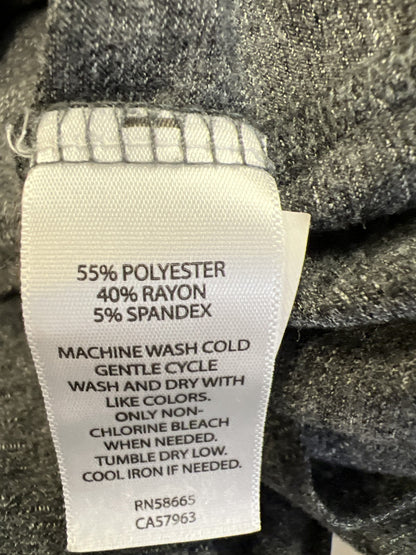 55% POLYESTER
40% RAYON
5% SPANDEX
MACHINE WASH COLD
GENTLE CYCLE
WASH AND DRY WITH
LIKE COLORS.
ONLY NON-
CHLORINE BLEACH
WHEN NEEDED.
TUMBLE DRY LOW.
COOL IRON IF NEEDED.
RN58665
CA57963